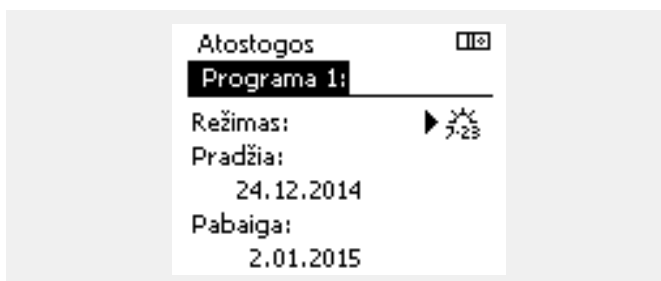 Atostogos
Programa 1:
Režimas:
7-23
Pradžia:
24.12.2014
Pabaiga:
2.01.2015